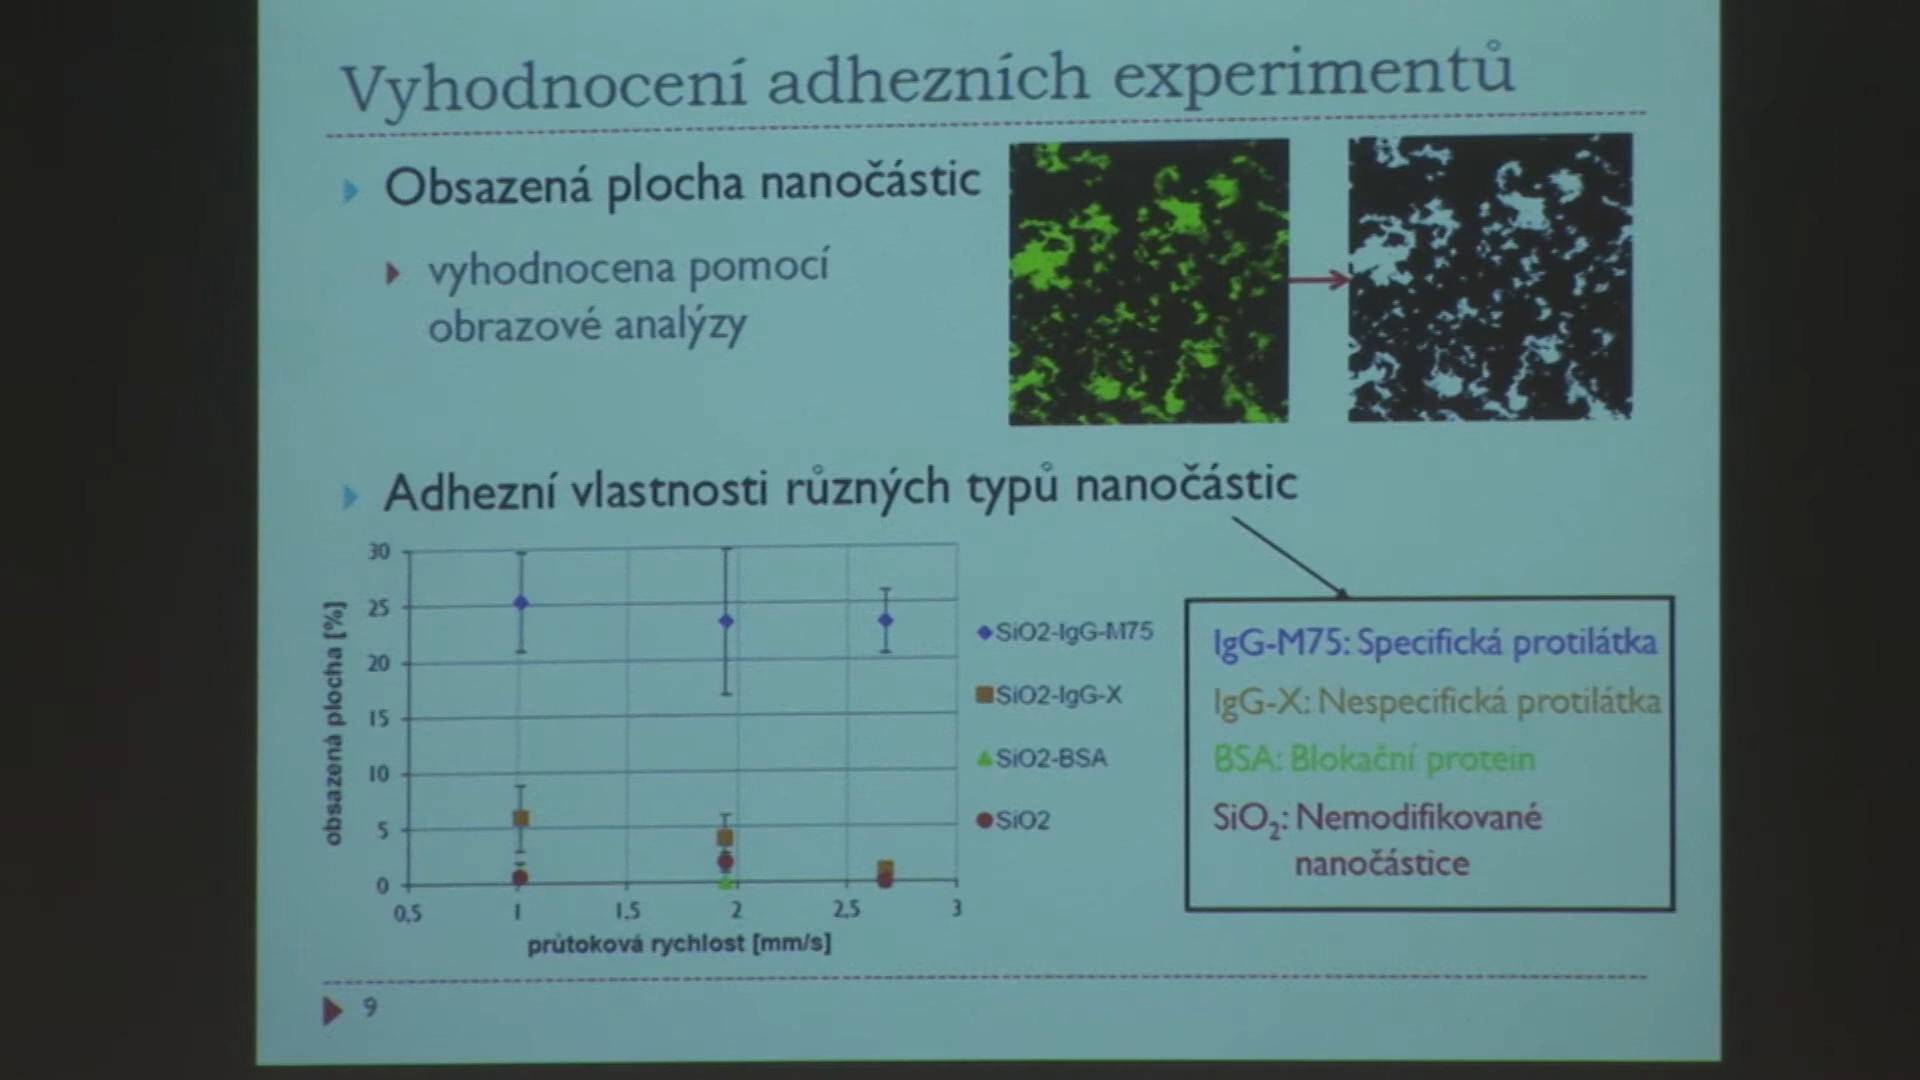 Vyhodnocení adhezních experimentů
Obsazená plocha nanočástic
vyhodnocena pomocí
obrazové analýzy
Adhezní vlastnosti různých typů nanočástic
30
25
20
15
10
5
0
obsazená plocha [%]
0,5
1
1,5
2
2,5
3
průtoková rychlost [mm/s]
SiO2-IgG-M75
SiO2-IgG-X
SiO2-BSA
SiO2
IgG-M75: Specifická protilátka
IgG-X: Nespecifická protilátka
BSA: Blokační protein
SiO₂: Nemodifikované
nanočástice
9